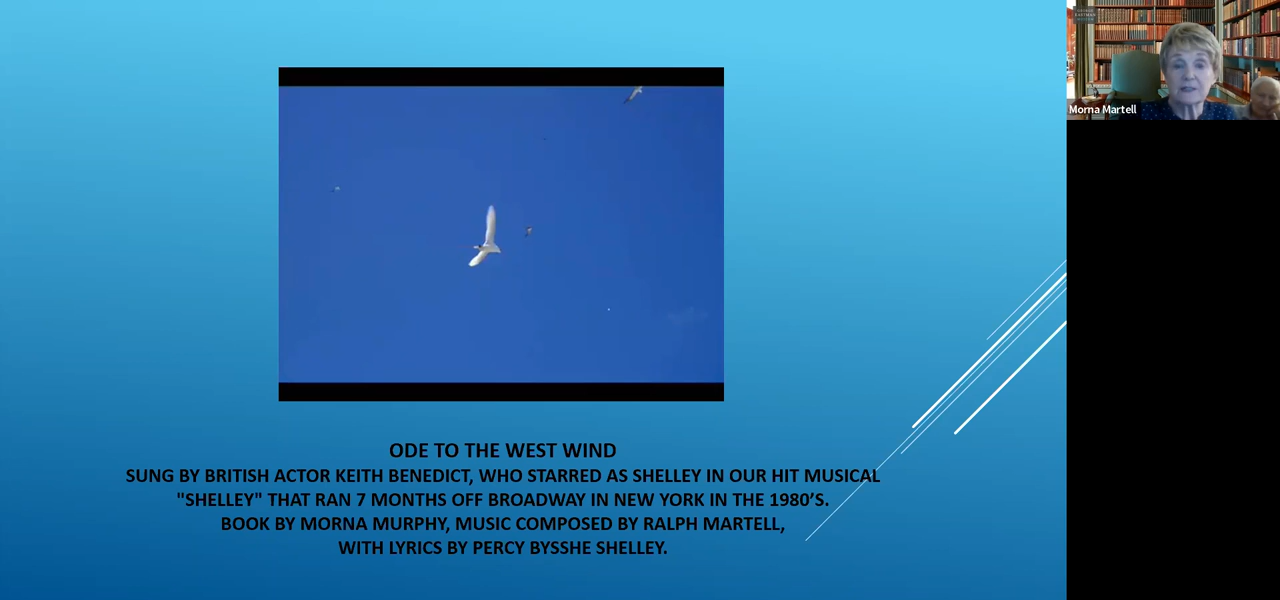 ODE TO THE WEST WIND
SUNG BY BRITISH ACTOR KEITH BENEDICT, WHO STARRED AS SHELLEY IN OUR HIT MUSICAL
"SHELLEY" THAT RAN 7 MONTHS OFF BROADWAY IN NEW YORK IN THE 1980’S.
BOOK BY MORNA MURPHY, MUSIC COMPOSED BY RALPH MARTELL,
WITH LYRICS BY PERCY BYSSHE SHELLEY.
Morna Martell